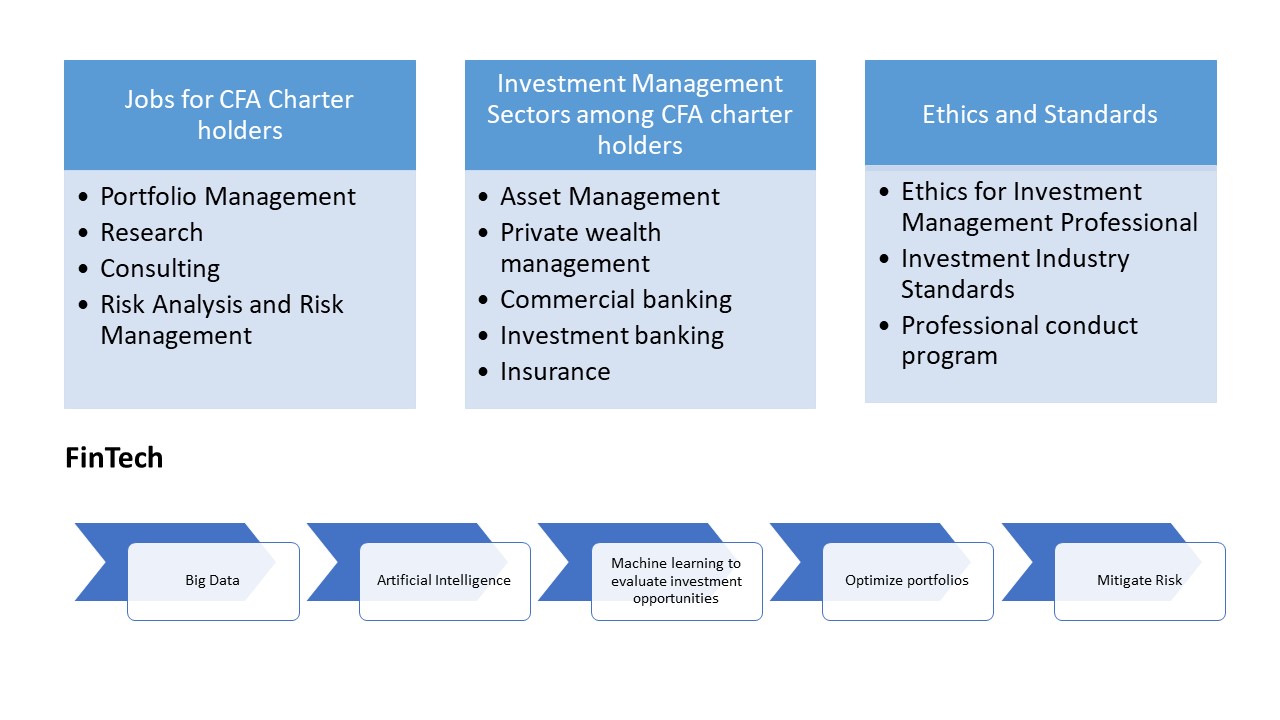 Jobs for CFA Charter
holders
• Portfolio Management
• Research
• Consulting
• Risk Analysis and Risk
Management
Investment Management
Sectors among CFA charter
holders
• Asset Management
• Private wealth
management
• Commercial banking
• Investment banking
• Insurance
Ethics and Standards
• Ethics for Investment
Management Professional
• Investment Industry
Standards
• Professional conduct
program
FinTech
Big Data
Artificial Intelligence
Machine learning to
evaluate investment
opportunities
Optimize portfolios
Mitigate Risk